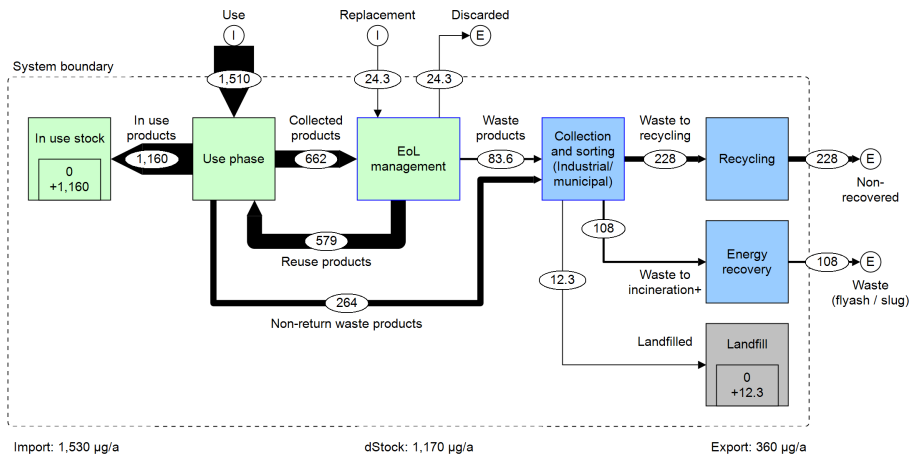 Use
Replacement
Discarded
I
I
E
System boundary
1,510
24.3
24.3
In use
products
Collected
products
Waste
products
Waste to
recycling
In use stock
0
+1,160
1,160
Use phase
662
EoL
management
83.6
Collection
and sorting
(Industrial/
municipal)
228
Recycling
228
E
Non-
recovered
579
Reuse products
108
Energy
recovery
108
E
264
Non-return waste products
12.3
Waste to
incineration+
Waste
(flyash / slug)
Landfilled
Landfill
0
+12.3
Import: 1,530 µg/a
dStock: 1,170 µg/a
Export: 360 µg/a